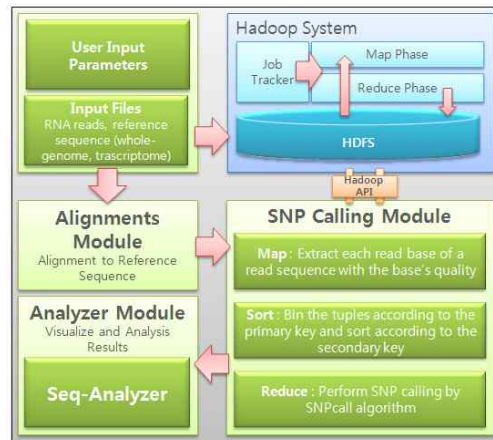 User Input
Parameters
Input Files
RNA reads, reference
sequence (whole-
genome, trascriptome)
Hadoop System
Job
Tracker
Map Phase
Reduce Phase
HDFS
Hadoop
API
Alignments
Module
Alignment to Reference
Sequence
SNP Calling Module
Map : Extract each read base of a
read sequence with the base's quality
Sort : Bin the tuples according to the
primary key and sort according to the
secondary key
Reduce : Perform SNP calling by
SNPcall algorithm
Analyzer Module
Visualize and Analysis
Results
Seq-Analyzer